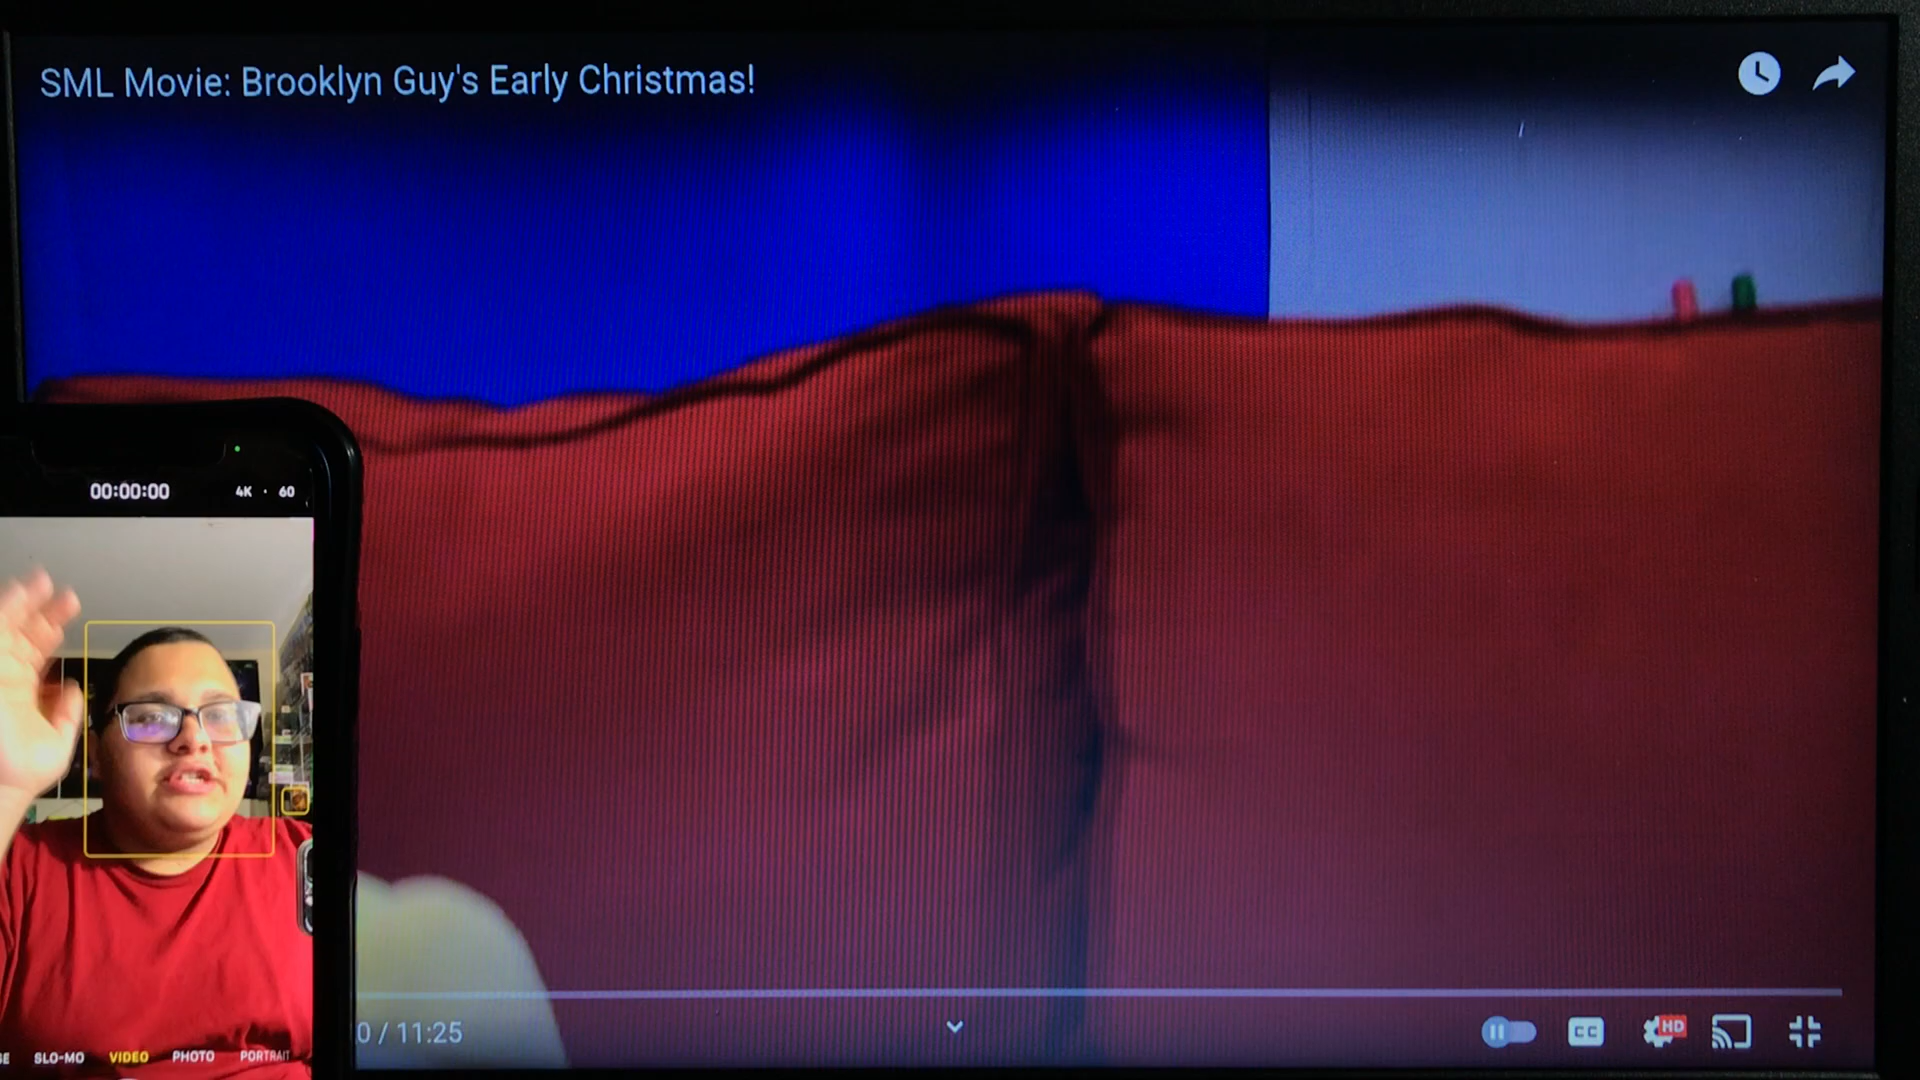 SML Movie: Brooklyn Guy's Early Christmas!
00:00:00
4K · 60
0 / 11:25
CC
HD
SE SLO-MO VIDEO PHOTO PORTRAIT